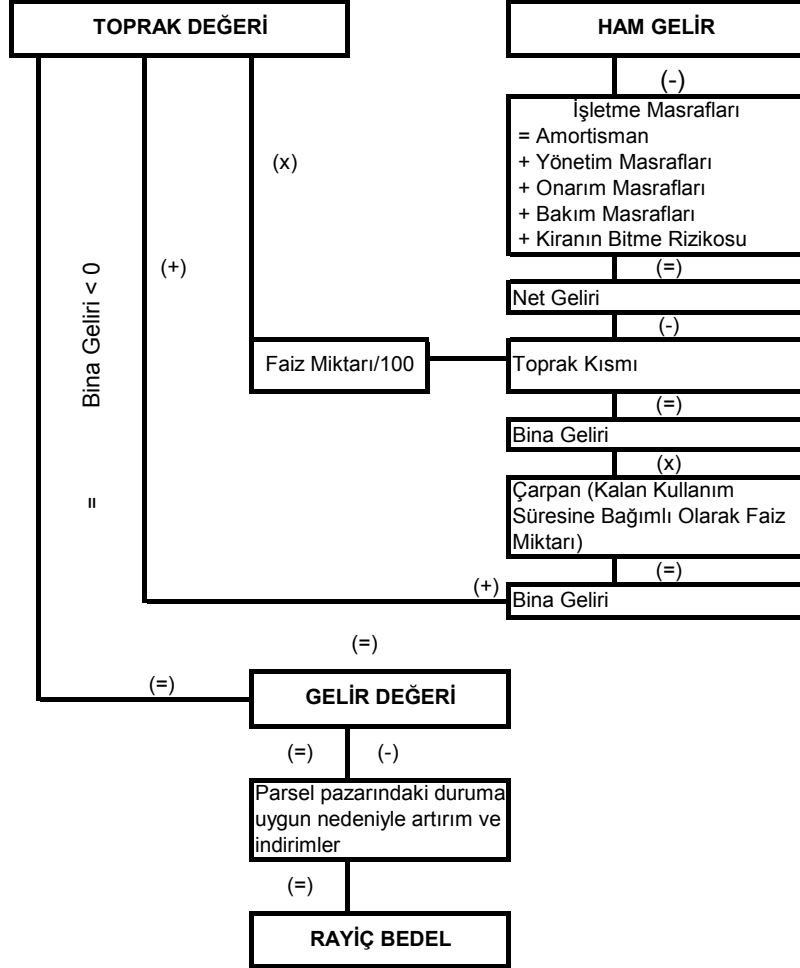 TOPRAK DEĞERİ
HAM GELİR
(-)
İşletme Masrafları
= Amortisman
+ Yönetim Masrafları
+ Onarım Masrafları
+ Bakım Masrafları
+ Kiranın Bitme Rizikosu
(x)
(+)
Bina Geliri < 0
=
(=)
Net Geliri
(-)
Faiz Miktarı/100
Toprak Kısmı
(=)
Bina Geliri
(x)
Çarpan (Kalan Kullanım
Süresine Bağımlı Olarak Faiz
Miktarı)
(=)
(+)
Bina Geliri
(=)
(=)
GELİR DEĞERİ
(=)
(-)
Parsel pazarındaki duruma
uygun nedeniyle artırım ve
indirimler
(=)
RAYİÇ BEDEL